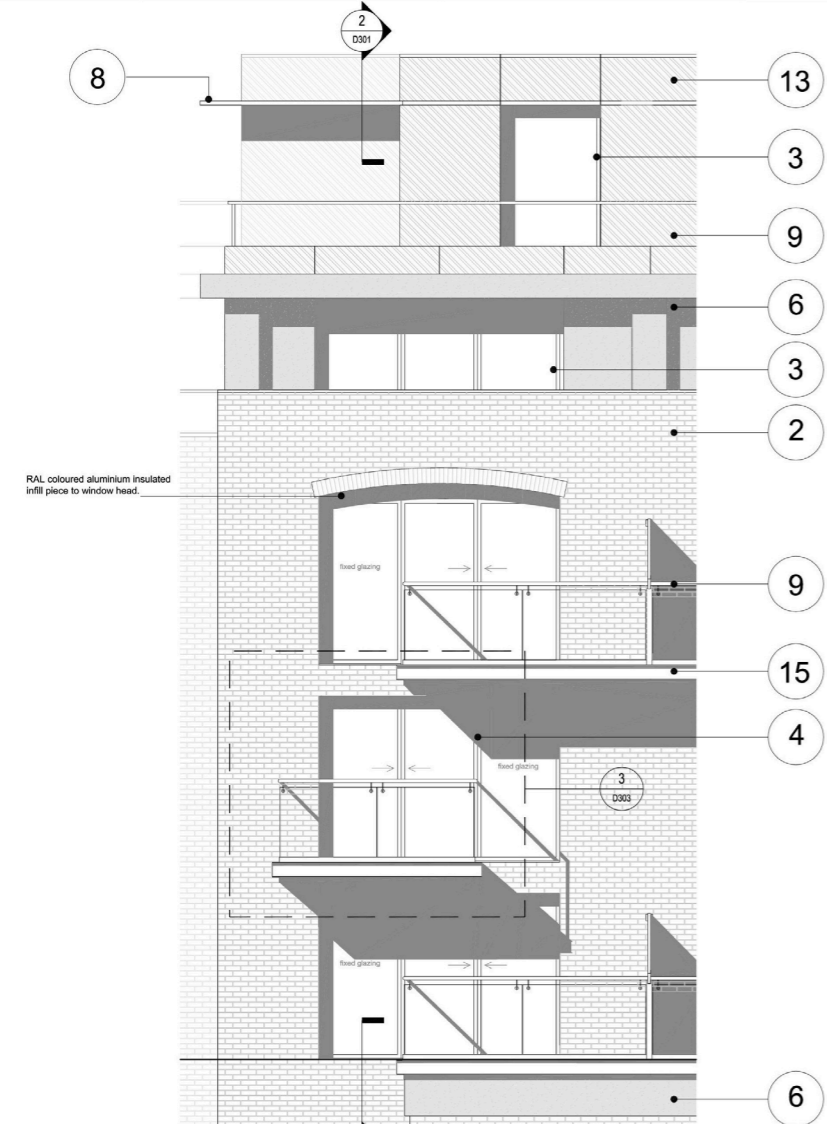 2
D301
8
13
3
9
6
3
2
RAL coloured aluminium insulated
infill piece to window head.
fixed glazing
9
15
4
fixed glazing
3
D303
fixed glazing
6